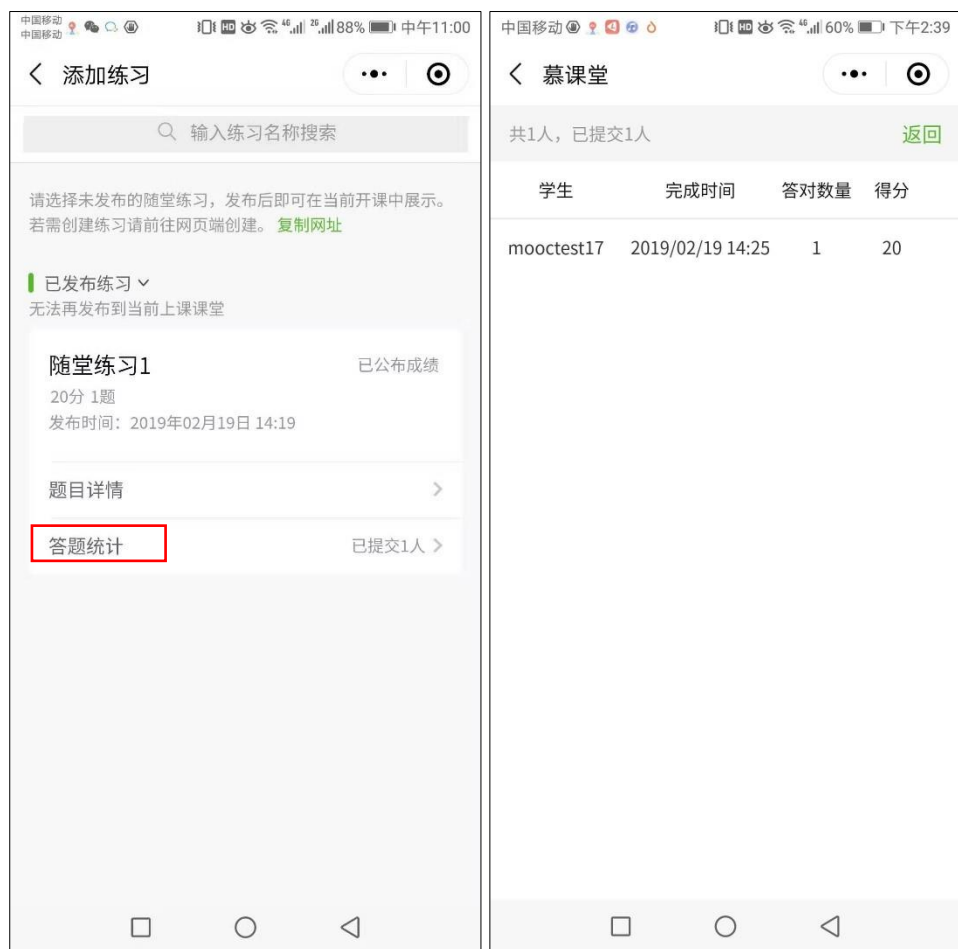 中国移动
中国移动
HD 4G 2G 88% 中午11:00
添加练习
输入练习名称搜索
请选择未发布的随堂练习，发布后即可在当前开课中展示。
若需创建练习请前往网页端创建。 复制网址
已发布练习
无法再发布到当前上课课堂
随堂练习1 已公布成绩
20分 1题
发布时间：2019年02月19日 14:19
题目详情
答题统计 已提交1人
中国移动 HD 4G 60% 下午2:39
慕课堂
共1人，已提交1人 返回
学生 完成时间 答对数量 得分
mooctest17 2019/02/19 14:25 1 20